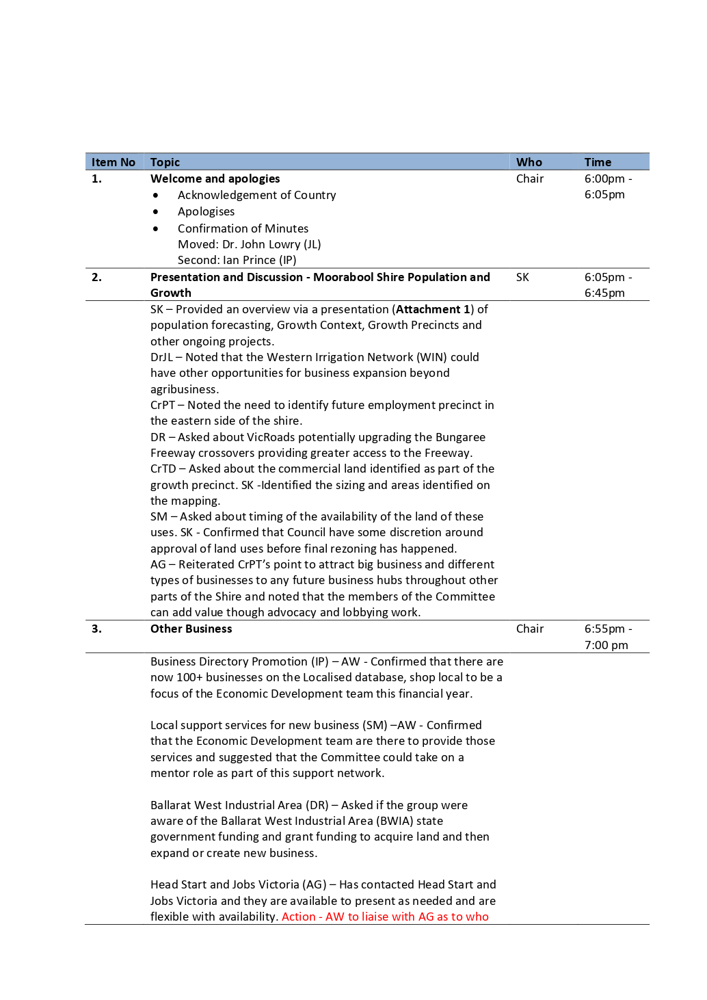 Item No Topic Who Time
1. Welcome and apologies Chair 6:00pm -
• Acknowledgement of Country 6:05pm
• Apologises
• Confirmation of Minutes
Moved: Dr. John Lowry (JL)
Second: Ian Prince (IP)
2. Presentation and Discussion - Moorabool Shire Population and SK 6:05pm -
Growth 6:45pm
SK – Provided an overview via a presentation (Attachment 1) of
population forecasting, Growth Context, Growth Precincts and
other ongoing projects.
DrJL – Noted that the Western Irrigation Network (WIN) could
have other opportunities for business expansion beyond
agribusiness.
CrPT – Noted the need to identify future employment precinct in
the eastern side of the shire.
DR – Asked about VicRoads potentially upgrading the Bungaree
Freeway crossovers providing greater access to the Freeway.
CrTD – Asked about the commercial land identified as part of the
growth precinct. SK -Identified the sizing and areas identified on
the mapping.
SM – Asked about timing of the availability of the land of these
uses. SK - Confirmed that Council have some discretion around
approval of land uses before final rezoning has happened.
AG – Reiterated CrPT’s point to attract big business and different
types of businesses to any future business hubs throughout other
parts of the Shire and noted that the members of the Committee
can add value though advocacy and lobbying work.
3. Other Business Chair 6:55pm -
7:00 pm
Business Directory Promotion (IP) – AW - Confirmed that there are
now 100+ businesses on the Localised database, shop local to be a
focus of the Economic Development team this financial year.
Local support services for new business (SM) –AW - Confirmed
that the Economic Development team are there to provide those
services and suggested that the Committee could take on a
mentor role as part of this support network.
Ballarat West Industrial Area (DR) – Asked if the group were
aware of the Ballarat West Industrial Area (BWIA) state
government funding and grant funding to acquire land and then
expand or create new business.
Head Start and Jobs Victoria (AG) – Has contacted Head Start and
Jobs Victoria and they are available to present as needed and are
flexible with availability. Action - AW to liaise with AG as to who